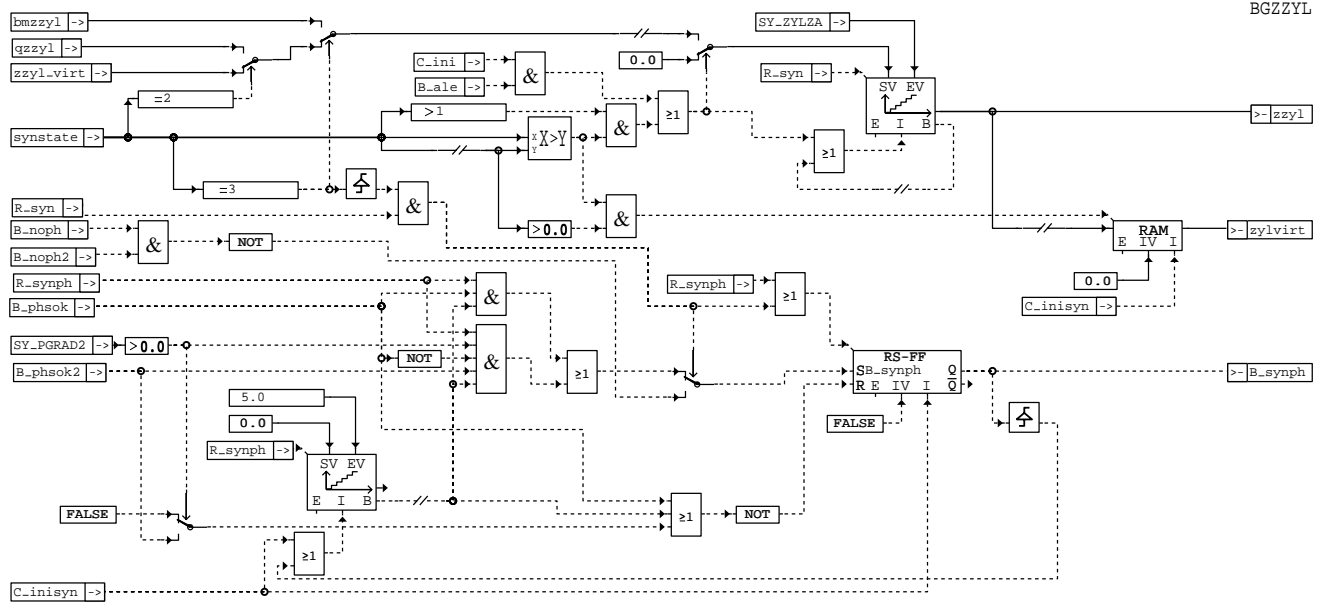 BGZZYL
bmzzyl ->
SY_ZYLZA ->
qzzyl ->
zzyl_virt ->
C_ini ->
B_ale ->
&
0.0
R_syn ->
SV EV
E I B
=2
>1
≥1
&
synstate ->
X
Y
X>Y
≥1
>- zzyl
=3
&
R_syn ->
B_noph ->
B_noph2 ->
&
NOT
>0.0
&
RAM
E IV I
>- zylvirt
0.0
C_inisyn ->
R_synph ->
B_phsok ->
&
R_synph ->
≥1
SY_PGRAD2 ->
>0.0
B_phsok2 ->
NOT
&
≥1
RS-FF
S B_synph Q
R E IV I Q
FALSE
>- B_synph
5.0
0.0
R_synph ->
SV EV
E I B
FALSE
≥1
NOT
≥1
C_inisyn ->